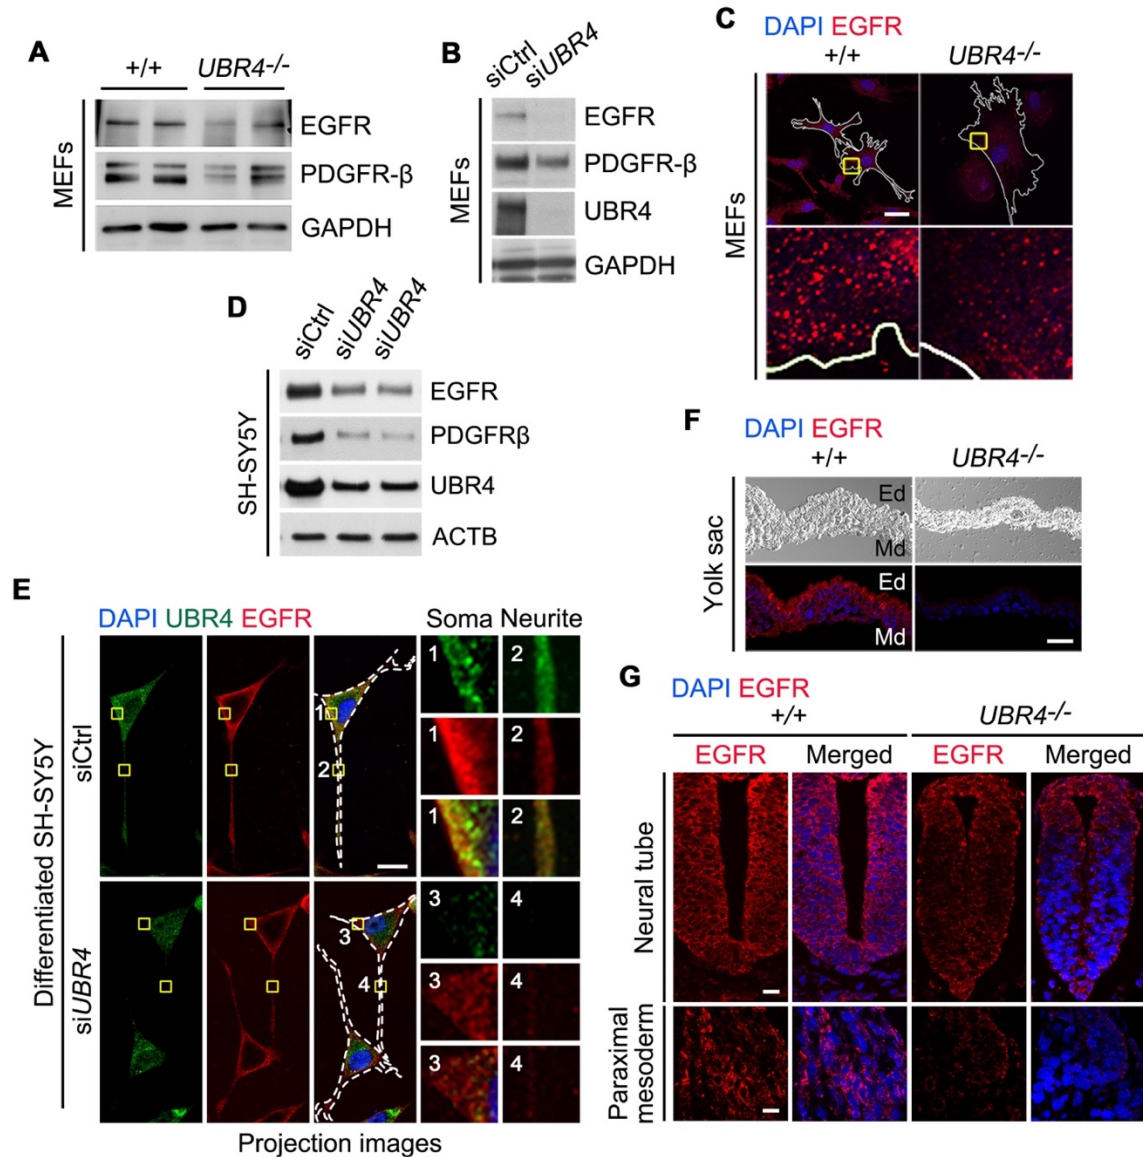 A
+/+ UBR4-/-
MEFs
EGFR
PDGFR-β
GAPDH
B
siCtrl siUBR4
MEFs
EGFR
PDGFR-β
UBR4
GAPDH
C
DAPI EGFR
+/+ UBR4-/-
MEFs
D
siCtrl siUBR4 siUBR4
SH-SY5Y
EGFR
PDGFRβ
UBR4
ACTB
E
DAPI UBR4 EGFR
Soma Neurite
Differentiated SH-SY5Y
siCtrl
1
2
1 2
1 2
1 2
siUBR4
3
4
3 4
3 4
3 4
Projection images
F
DAPI EGFR
+/+ UBR4-/-
Yolk sac
Ed
Md
Ed
Md
G
DAPI EGFR
+/+ UBR4-/-
EGFR Merged EGFR Merged
Neural tube
Paraximal
mesoderm